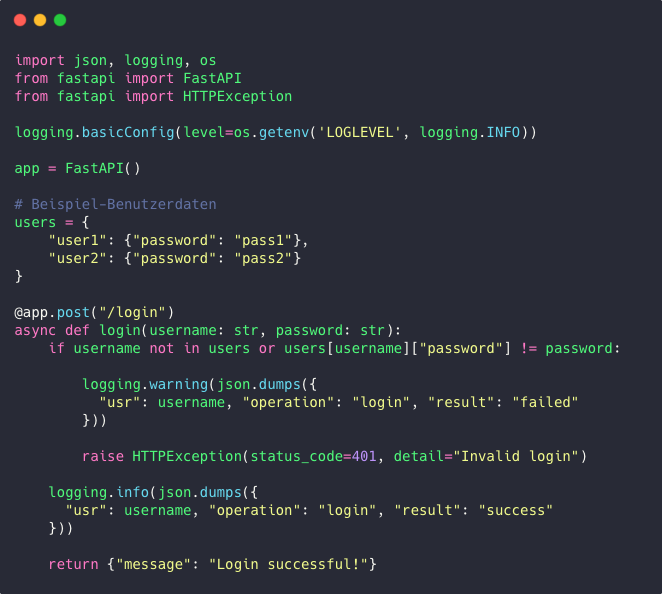 import json, logging, os
from fastapi import FastAPI
from fastapi import HTTPException

logging.basicConfig(level=os.getenv('LOGLEVEL', logging.INFO))

app = FastAPI()

# Beispiel-Benutzerdaten
users = {
    "user1": {"password": "pass1"},
    "user2": {"password": "pass2"}
}

@app.post("/login")
async def login(username: str, password: str):
    if username not in users or users[username]["password"] != password:

        logging.warning(json.dumps({
          "usr": username, "operation": "login", "result": "failed"
        }))

        raise HTTPException(status_code=401, detail="Invalid login")

    logging.info(json.dumps({
      "usr": username, "operation": "login", "result": "success"
    }))

    return {"message": "Login successful!"}